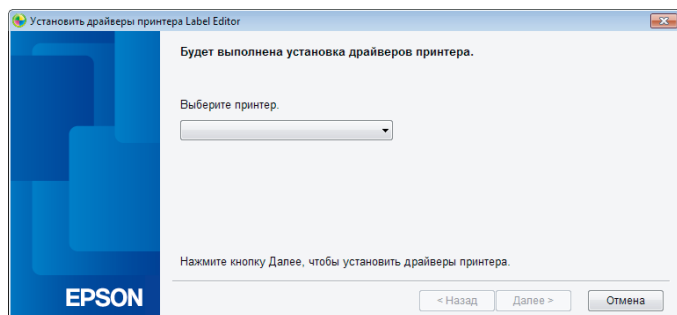 Установить драйверы принтера Label Editor
Будет выполнена установка драйверов принтера.
Выберите принтер.
Нажмите кнопку Далее, чтобы установить драйверы принтера.
EPSON
< Назад
Далее >
Отмена